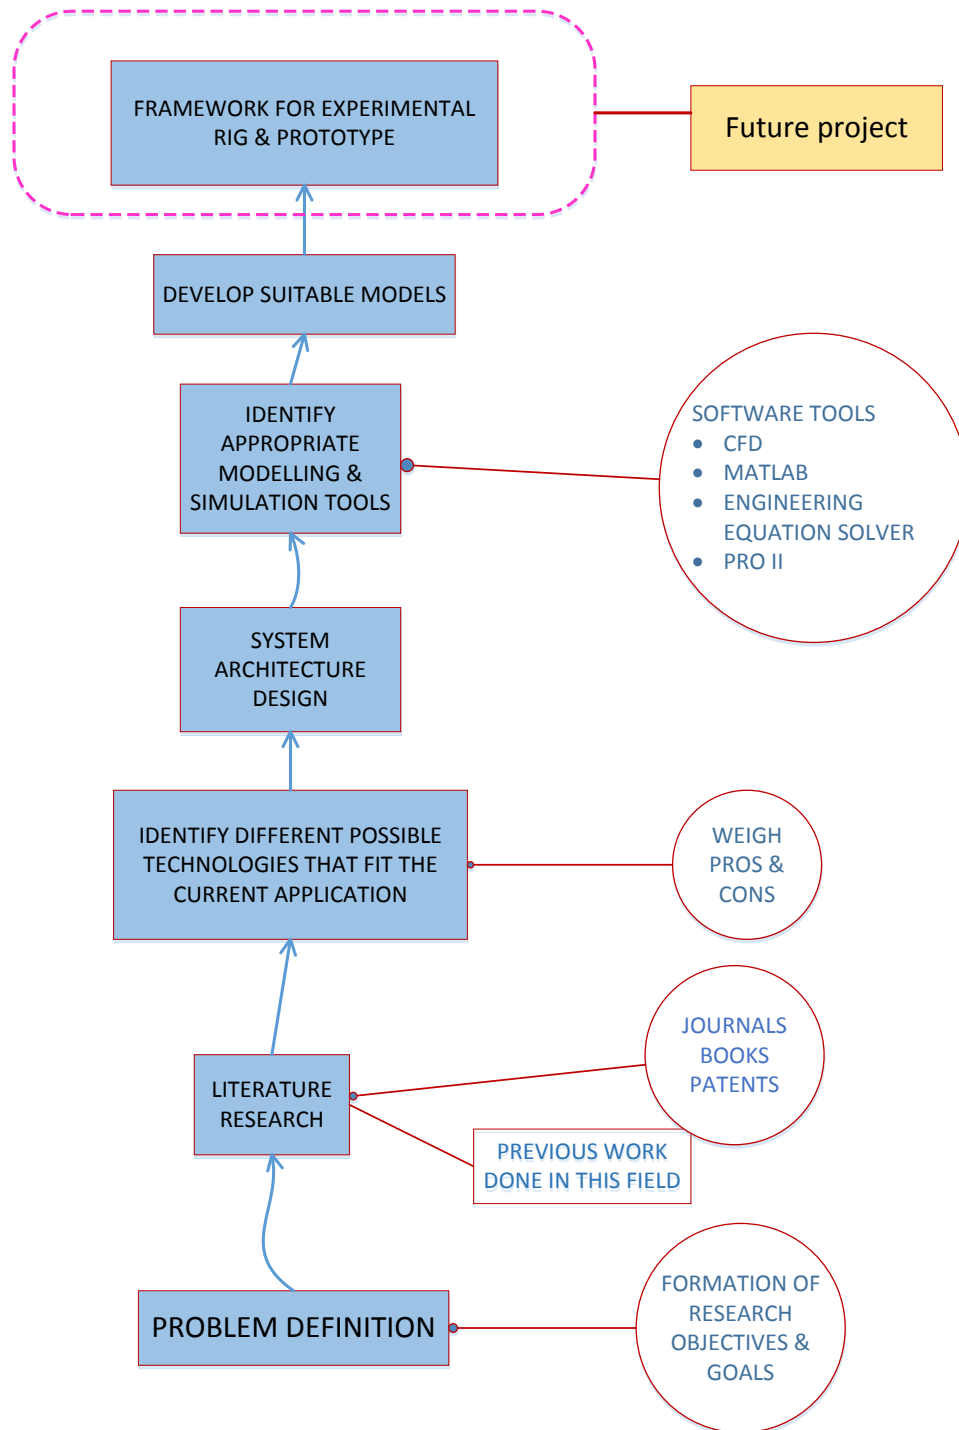 FRAMEWORK FOR EXPERIMENTAL
RIG & PROTOTYPE
Future project
DEVELOP SUITABLE MODELS
IDENTIFY
APPROPRIATE
MODELLING &
SIMULATION TOOLS
SOFTWARE TOOLS
• CFD
• MATLAB
• ENGINEERING
EQUATION SOLVER
• PRO II
SYSTEM
ARCHITECTURE
DESIGN
IDENTIFY DIFFERENT POSSIBLE
TECHNOLOGIES THAT FIT THE
CURRENT APPLICATION
WEIGH
PROS &
CONS
LITERATURE
RESEARCH
JOURNALS
BOOKS
PATENTS
PREVIOUS WORK
DONE IN THIS FIELD
PROBLEM DEFINITION
FORMATION OF
RESEARCH
OBJECTIVES &
GOALS